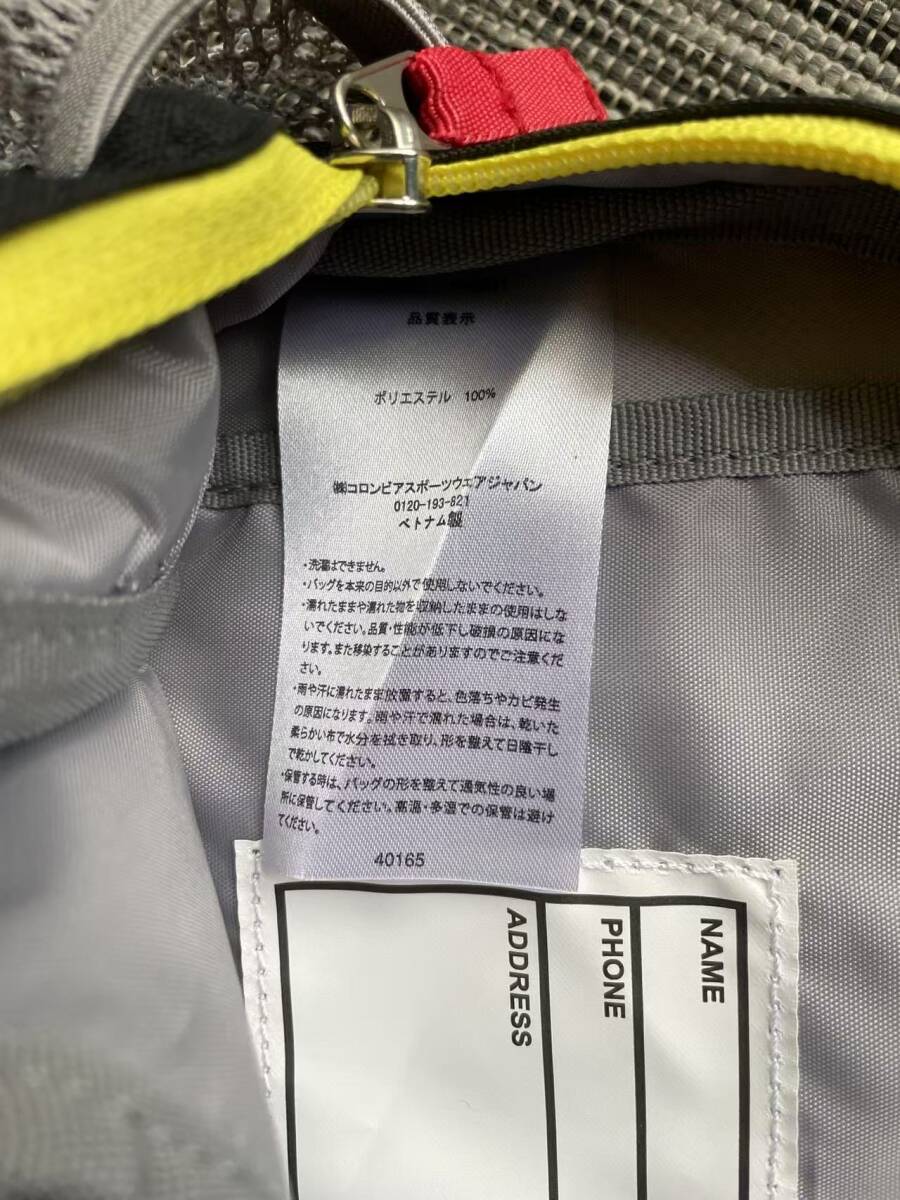 品質表示
ポリエステル 100%
㈱コロンビアスポーツウエアジャパン
0120-193-821
ベトナム製
・洗濯はできません。
・バッグを本来の目的以外で使用しないでください。
・濡れたままや濡れた物を収納したままの使用はしな
いでください。品質・性能が低下し破損の原因にな
ります。また移染することがありますのでご注意くだ
さい。
・雨や汗に濡れたまま放置すると、色落ちやカビ発生
の原因になります。雨や汗で濡れた場合は、乾いた
柔らかい布で水分を拭き取り、形を整えて日陰干し
で乾かしてください。
・保管する時は、バッグの形を整えて通気性の良い場
所に保管してください。高温・多湿での保管は避け
てください。
40165
NAME
PHONE
ADDRESS